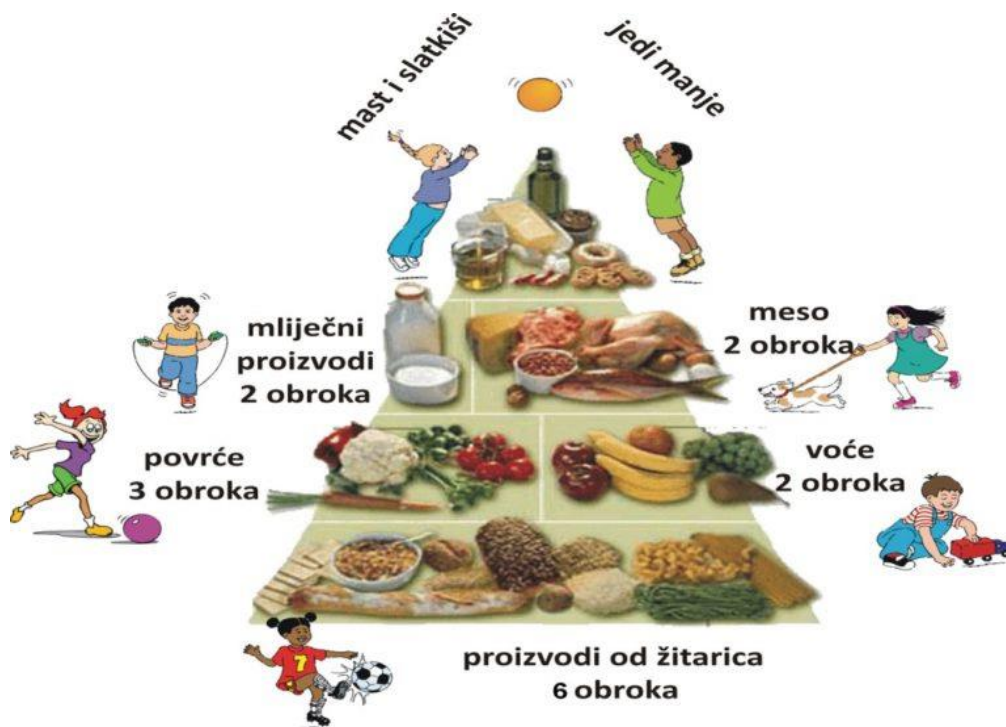 mast i slatkiši
jedi manje
mliječni
proizvodi
2 obroka
meso
2 obroka
povrće
3 obroka
voće
2 obroka
proizvodi od žitarica
6 obroka
7